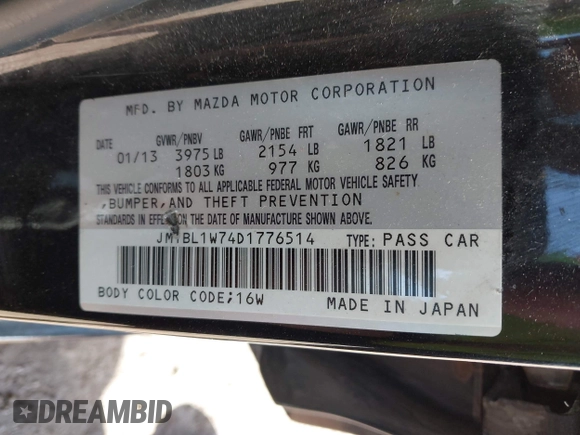 MFD. BY MAZDA MOTOR CORPORATION
DATE GVWR/PNBV GAWR/PNBE FRT GAWR/PNBE RR
01/13 3975 LB 2154 LB 1821 LB
1803 KG 977 KG 826 KG
THIS VEHICLE CONFORMS TO ALL APPLICABLE FEDERAL MOTOR VEHICLE SAFETY
,BUMPER,AND THEFT PREVENTION
STANDARDS IN EFFECT ON THE DATE OF MANUFACTURE SHOWN ABOVE.
JM1BL1W74D1776514 TYPE: PASS CAR
BODY COLOR CODE;16W MADE IN JAPAN
DREAMBID